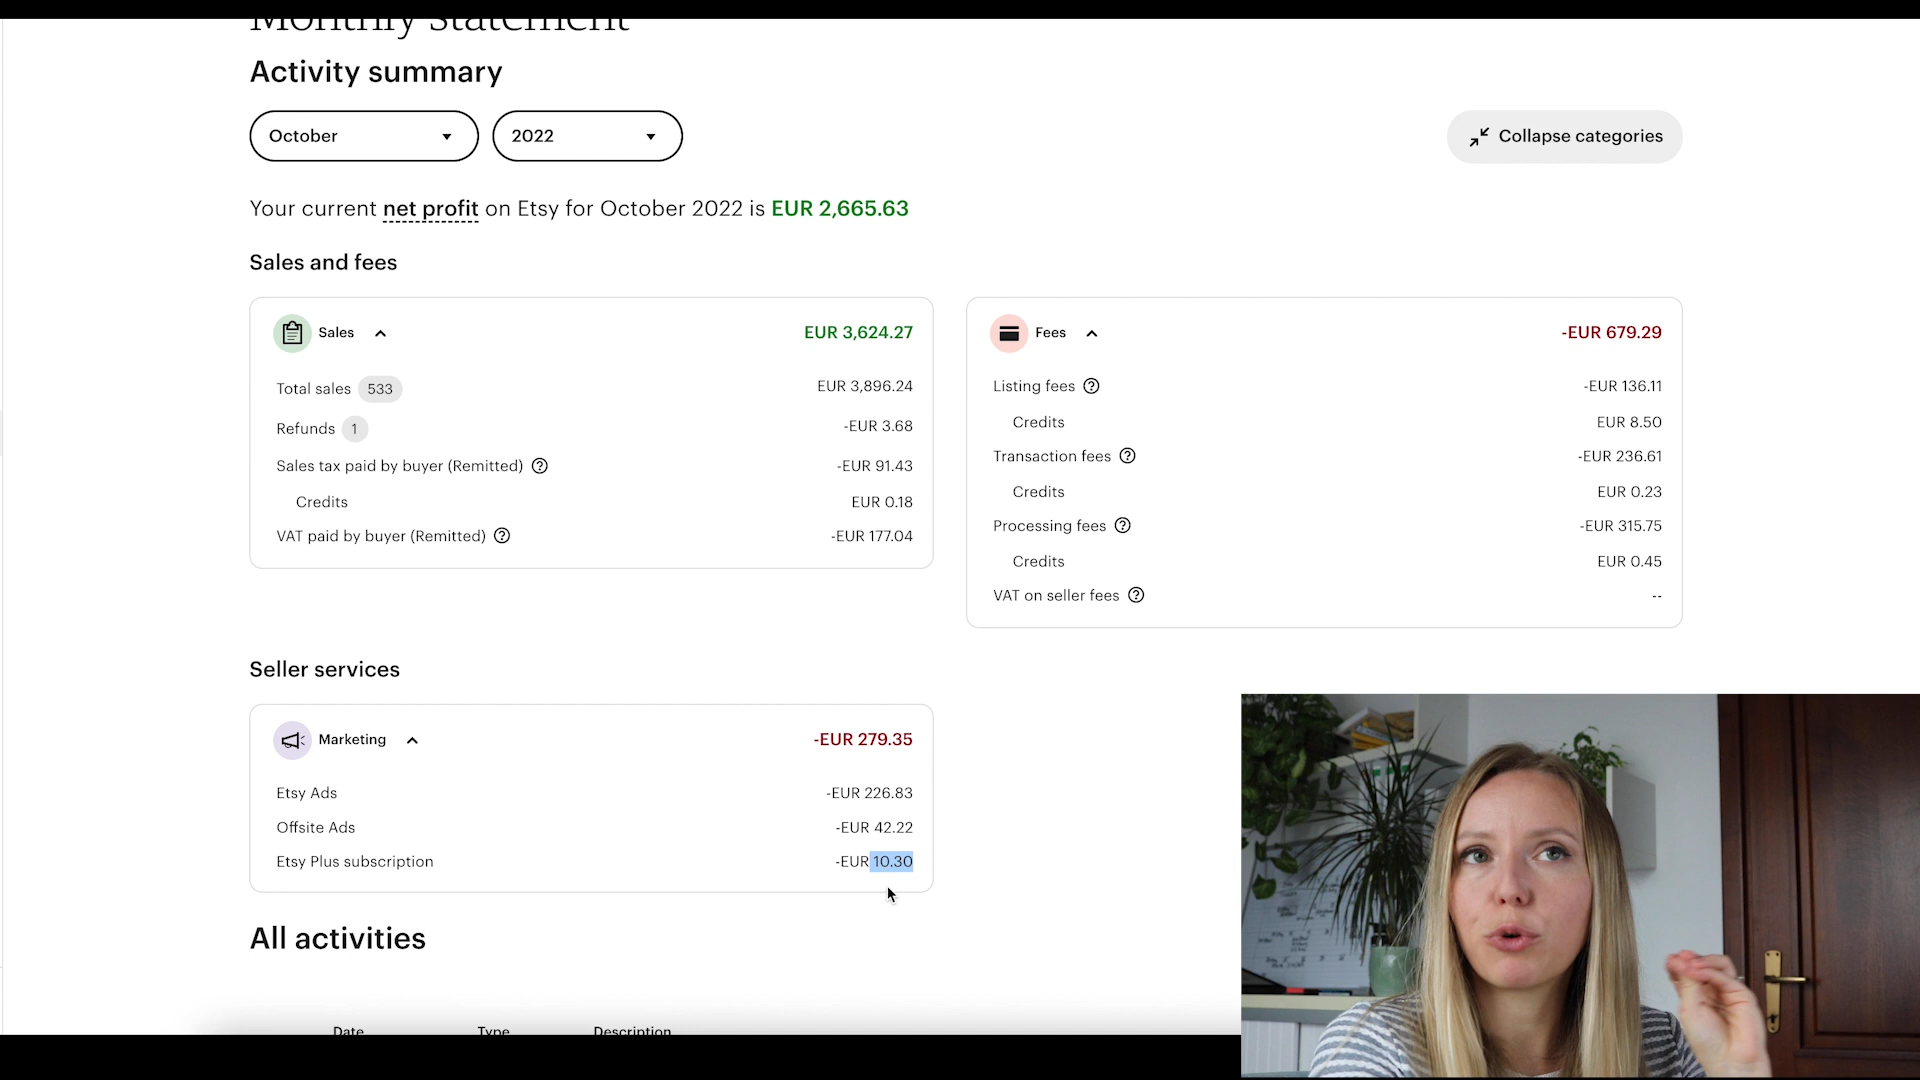 Monthly Statement
Activity summary
October
2022
Collapse categories
Your current net profit on Etsy for October 2022 is EUR 2,665.63
Sales and fees
Sales
EUR 3,624.27
Total sales 533
EUR 3,896.24
Refunds 1
-EUR 3.68
Sales tax paid by buyer (Remitted) ?
-EUR 91.43
Credits
EUR 0.18
VAT paid by buyer (Remitted) ?
-EUR 177.04
Fees
-EUR 679.29
Listing fees ?
-EUR 136.11
Credits
EUR 8.50
Transaction fees ?
-EUR 236.61
Credits
EUR 0.23
Processing fees ?
-EUR 315.75
Credits
EUR 0.45
VAT on seller fees ?
--
Seller services
Marketing
-EUR 279.35
Etsy Ads
-EUR 226.83
Offsite Ads
-EUR 42.22
Etsy Plus subscription
-EUR 10.30
All activities
Date
Type
Description